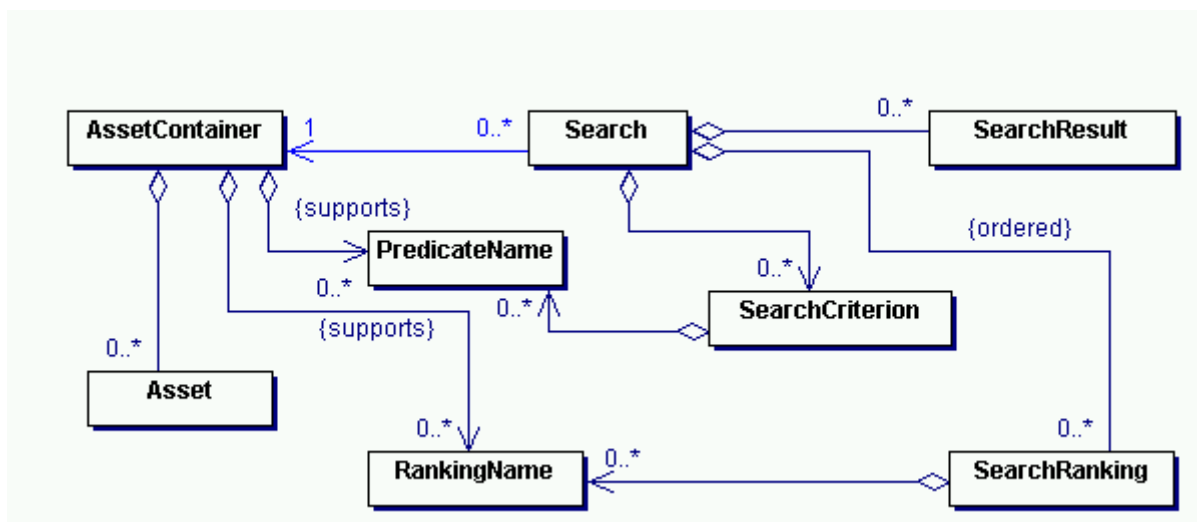 0..*
AssetContainer
1
0..*
Search
SearchResult
{supports}
{ordered}
PredicateName
0..*
0..*
0..*
SearchCriterion
{supports}
0..*
Asset
0..*
0..*
0..*
RankingName
SearchRanking